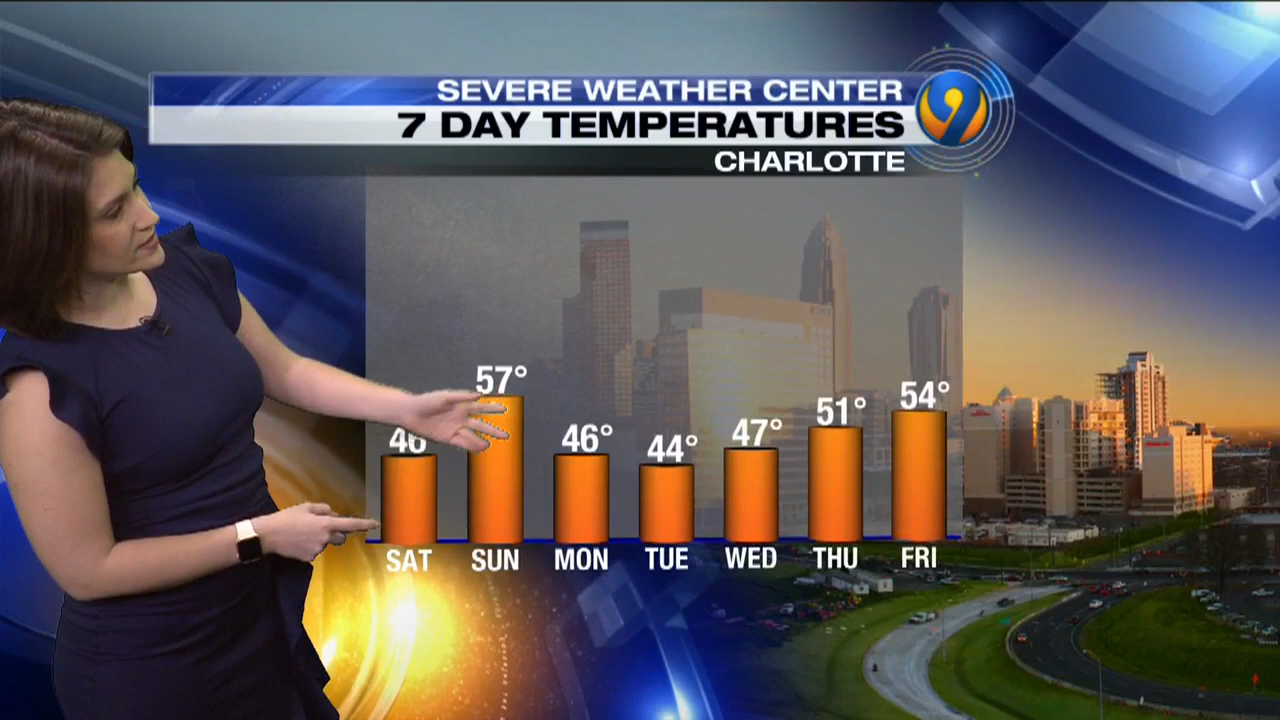 SEVERE WEATHER CENTER
7 DAY TEMPERATURES
9
CHARLOTTE
46 57° 46° 44° 47° 51° 54°
SAT SUN MON TUE WED THU FRI